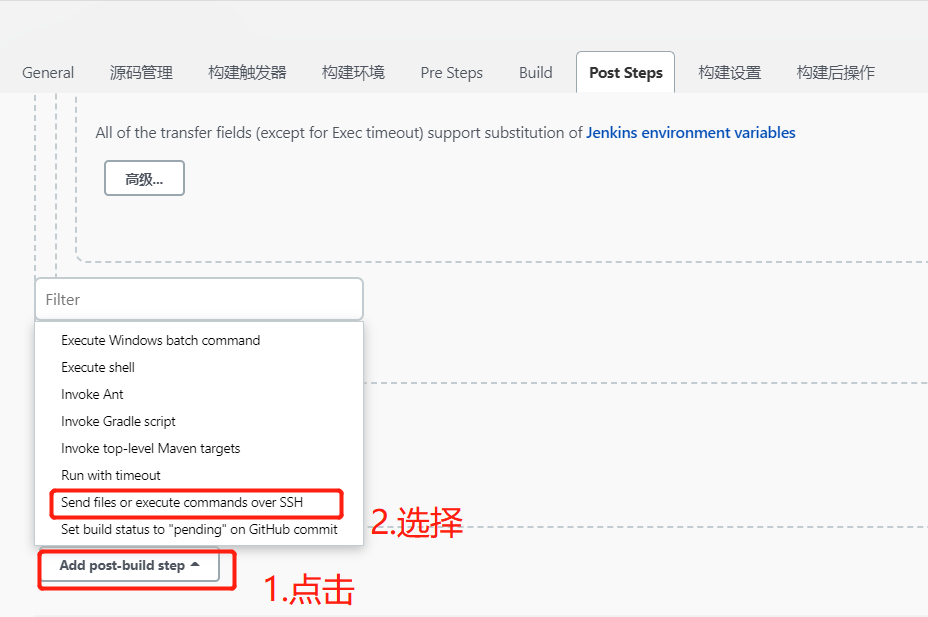 General 源码管理 构建触发器 构建环境 Pre Steps Build Post Steps 构建设置 构建后操作
All of the transfer fields (except for Exec timeout) support substitution of Jenkins environment variables
高级...
Filter
Execute Windows batch command
Execute shell
Invoke Ant
Invoke Gradle script
Invoke top-level Maven targets
Run with timeout
Send files or execute commands over SSH
2.选择
Set build status to "pending" on GitHub commit
Add post-build step
1.点击